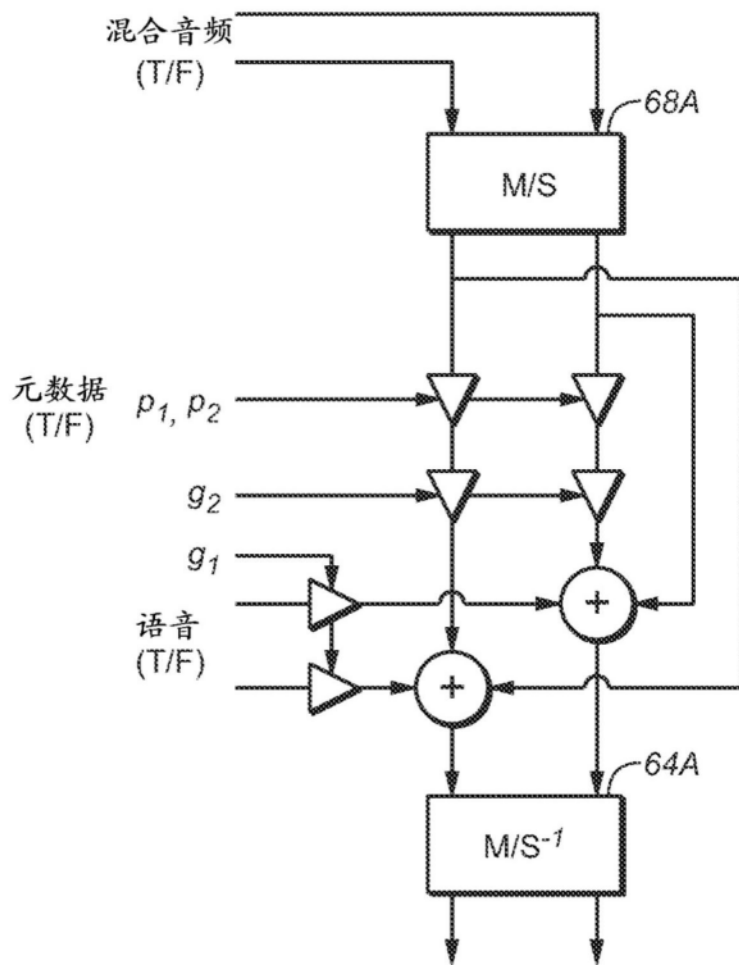 混合音频
(T/F)
68A
M/S
元数据
(T/F)
p₁, p₂
g₂
g₁
语音
(T/F)
+
+
64A
M/S⁻¹